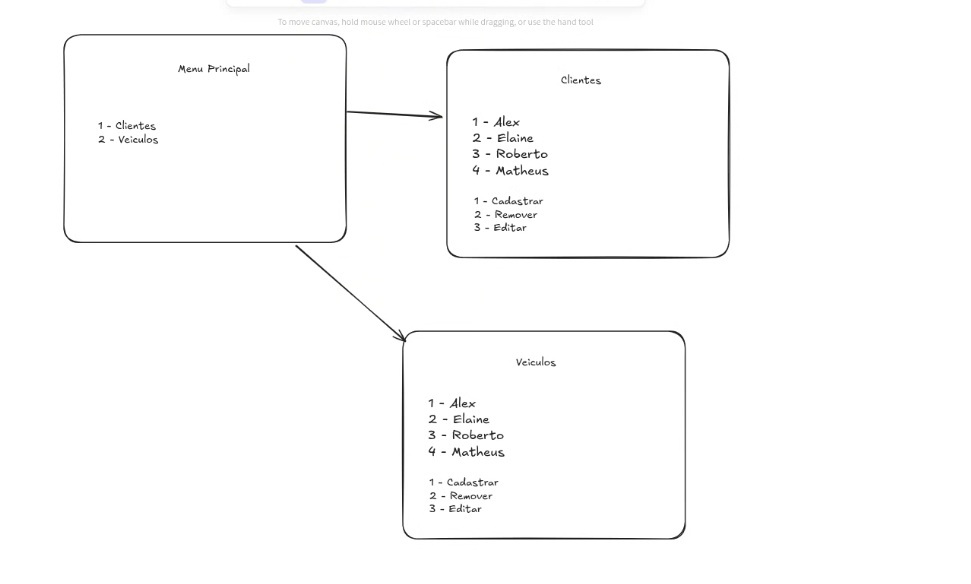 To move canvas, hold mouse wheel or spacebar while dragging, or use the hand tool
Menu Principal
1 - Clientes
2 - Veiculos
Clientes
1 - Alex
2 - Elaine
3 - Roberto
4 - Matheus
1 - Cadastrar
2 - Remover
3 - Editar
Veiculos
1 - Alex
2 - Elaine
3 - Roberto
4 - Matheus
1 - Cadastrar
2 - Remover
3 - Editar